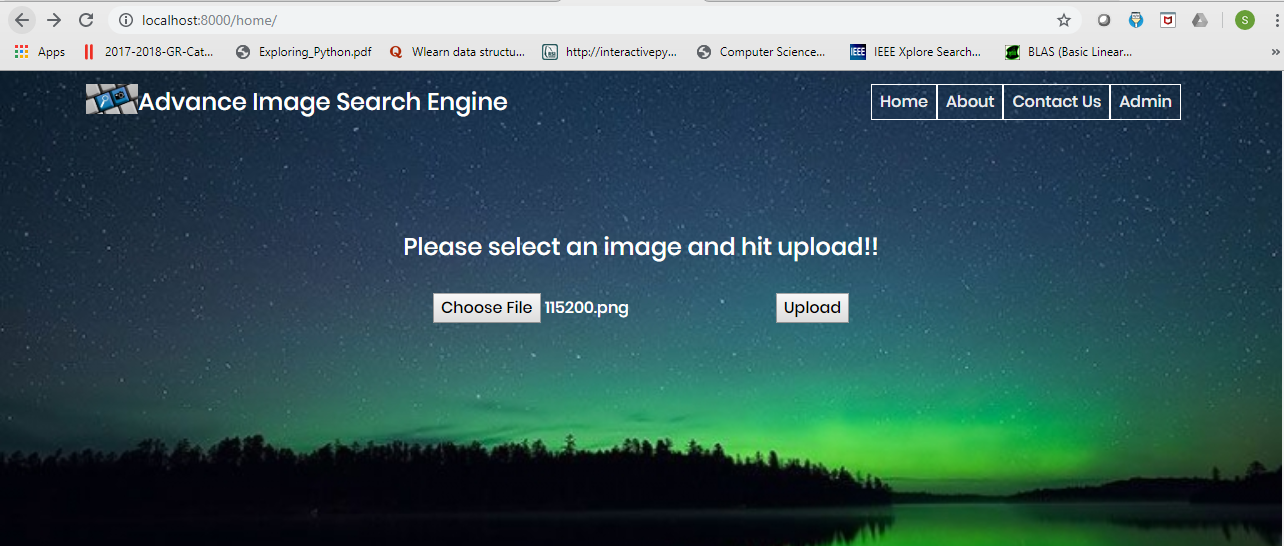 localhost:8000/home/
S
Apps 2017-2018-GR-Cat... Exploring_Python.pdf Q Wlearn data structu... http://interactivepy... Computer Science... IEEE IEEE Xplore Search... BLAS (Basic Linear... »
Advance Image Search Engine Home About Contact Us Admin
Please select an image and hit upload!!
Choose File 115200.png Upload